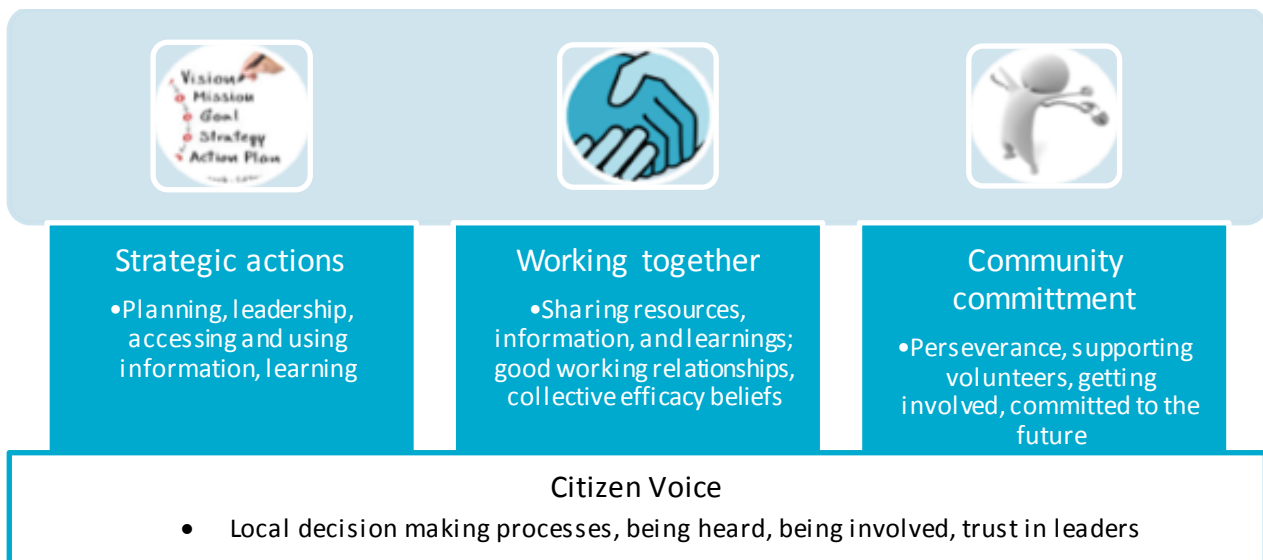 Vision
Mission
Goal
Strategy
Action Plan
Strategic actions
•Planning, leadership,
accessing and using
information, learning
Working together
•Sharing resources,
information, and learnings;
good working relationships,
collective efficacy beliefs
Community
committment
•Perseverance, supporting
volunteers, getting
involved, committed to the
future
Citizen Voice
• Local decision making processes, being heard, being involved, trust in leaders